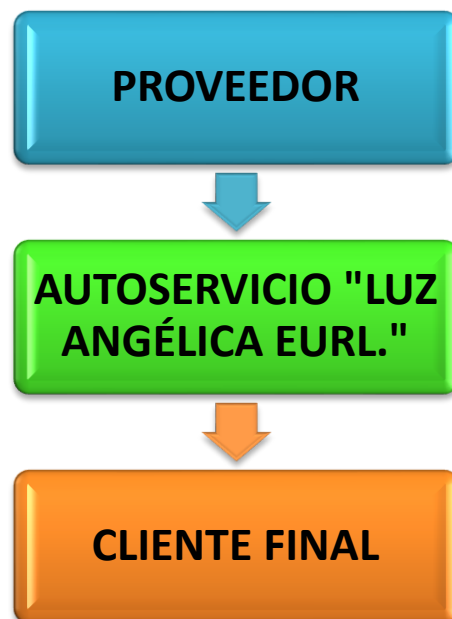 PROVEEDOR
AUTOSERVICIO "LUZ
ANGÉLICA EURL."
CLIENTE FINAL